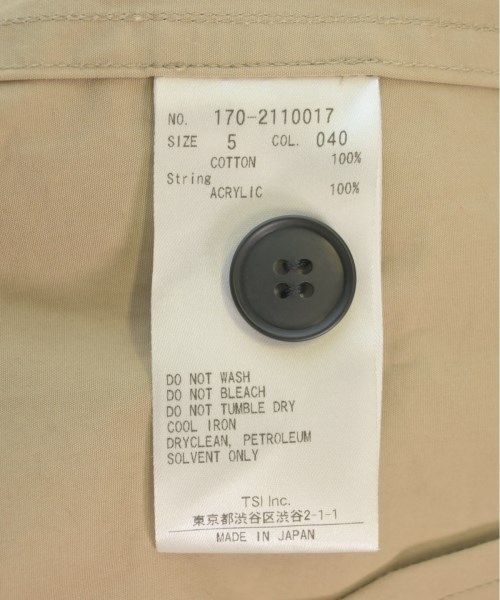 NO. 170-2110017
SIZE 5 COL. 040
COTTON 100%
String
ACRYLIC 100%
DO NOT WASH
DO NOT BLEACH
DO NOT TUMBLE DRY
COOL IRON
DRYCLEAN, PETROLEUM
SOLVENT ONLY
TSI Inc.
東京都渋谷区渋谷2-1-1
MADE IN JAPAN